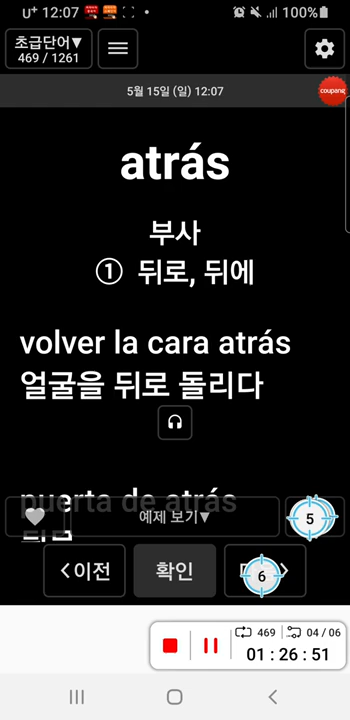 U+ 12:07 100%
초급단어▼
469 / 1261
5월 15일 (일) 12:07
coupang
atrás
부사
① 뒤로, 뒤에
volver la cara atrás
얼굴을 뒤로 돌리다
puerta de atrás
예제 보기▼
5
<이전
확인
6
469 04 / 06
01 : 26 : 51